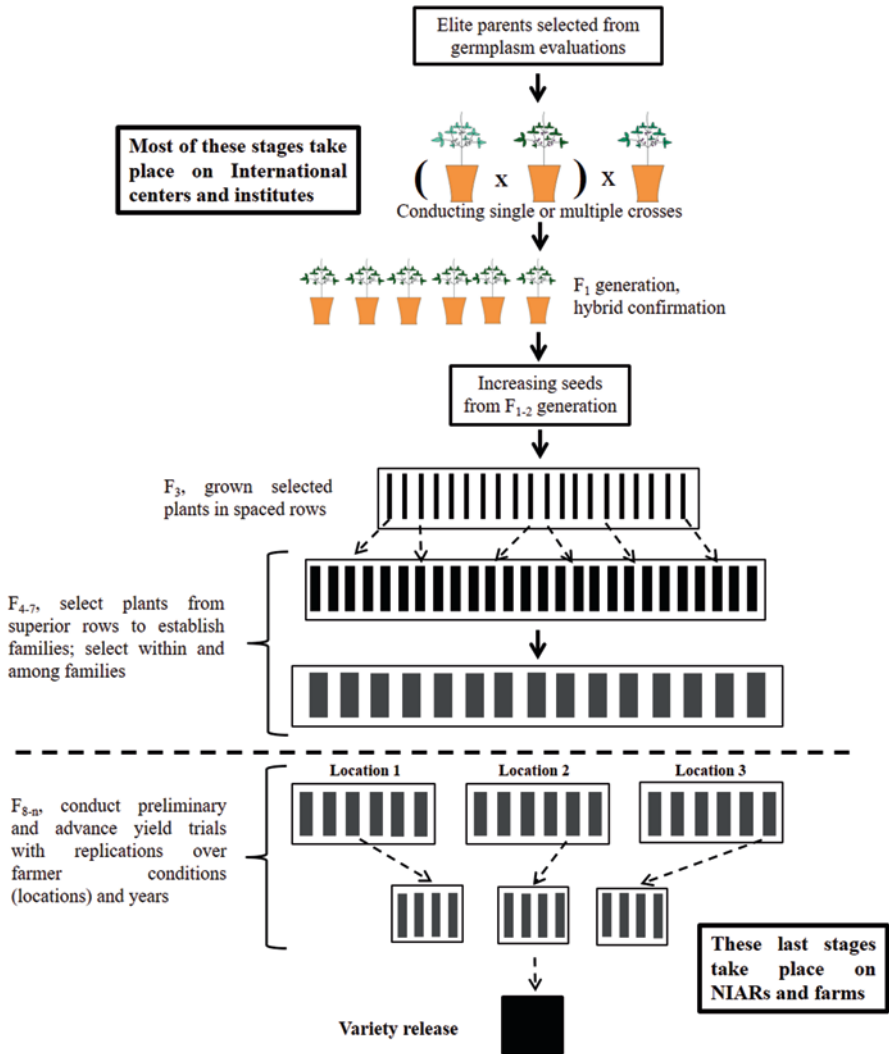 Elite parents selected from
germplasm evaluations
Most of these stages take
place on International
centers and institutes
( x ) x
Conducting single or multiple crosses
F1 generation,
hybrid confirmation
Increasing seeds
from F1-2 generation
F3, grown selected
plants in spaced rows
F4-7, select plants from
superior rows to establish
families; select within and
among families
Location 1
Location 2
Location 3
F8-n, conduct preliminary
and advance yield trials
with replications over
farmer conditions
(locations) and years
These last stages
take place on
NIARs and farms
Variety release